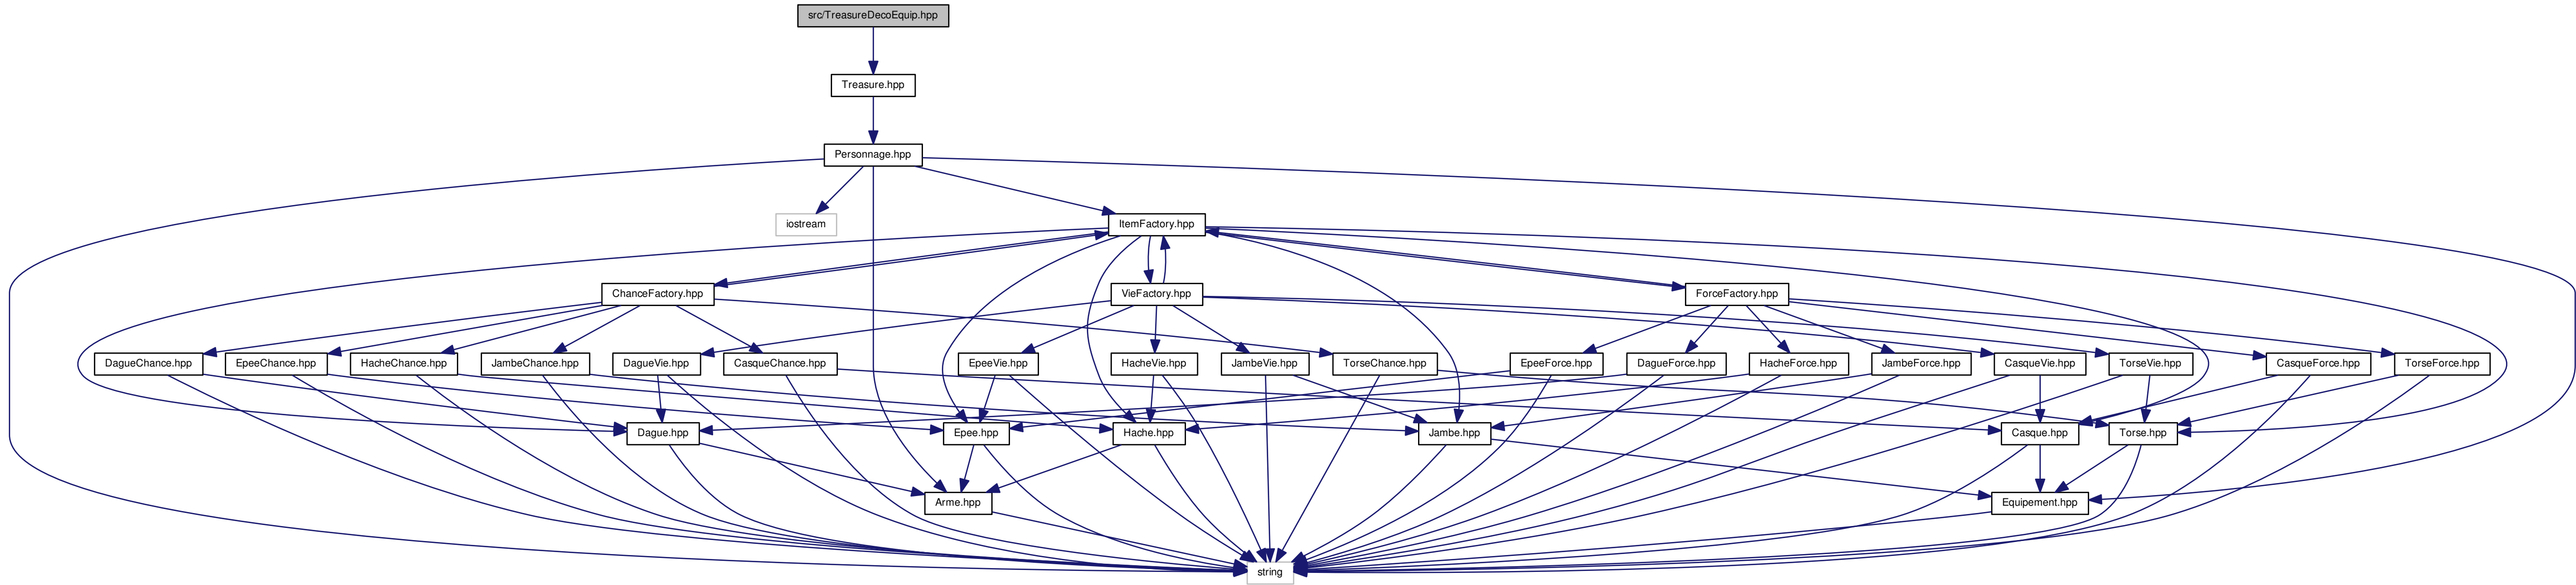 src/TreasureDecoEquip.hpp
Treasure.hpp
Personnage.hpp
iostream
ItemFactory.hpp
ChanceFactory.hpp
VieFactory.hpp
ForceFactory.hpp
DagueChance.hpp
EpeeChance.hpp
HacheChance.hpp
JambeChance.hpp
DagueVie.hpp
CasqueChance.hpp
EpeeVie.hpp
HacheVie.hpp
JambeVie.hpp
TorseChance.hpp
EpeeForce.hpp
DagueForce.hpp
HacheForce.hpp
JambeForce.hpp
CasqueVie.hpp
TorseVie.hpp
CasqueForce.hpp
TorseForce.hpp
Dague.hpp
Epee.hpp
Hache.hpp
Jambe.hpp
Casque.hpp
Torse.hpp
Arme.hpp
Equipement.hpp
string